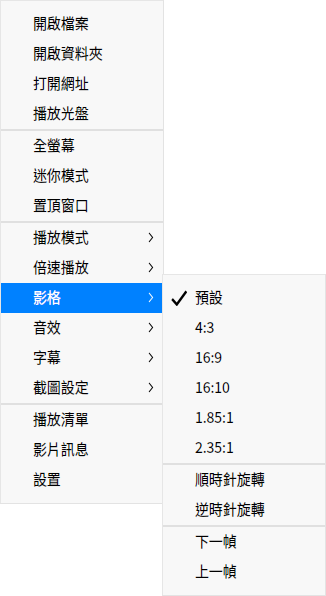 開啟檔案
開啟資料夾
打開網址
播放光盤
全螢幕
迷你模式
置頂窗口
播放模式
倍速播放
影格
音效
字幕
截圖設定
播放清單
影片訊息
設置
預設
4:3
16:9
16:10
1.85:1
2.35:1
順時針旋轉
逆時針旋轉
下一幀
上一幀